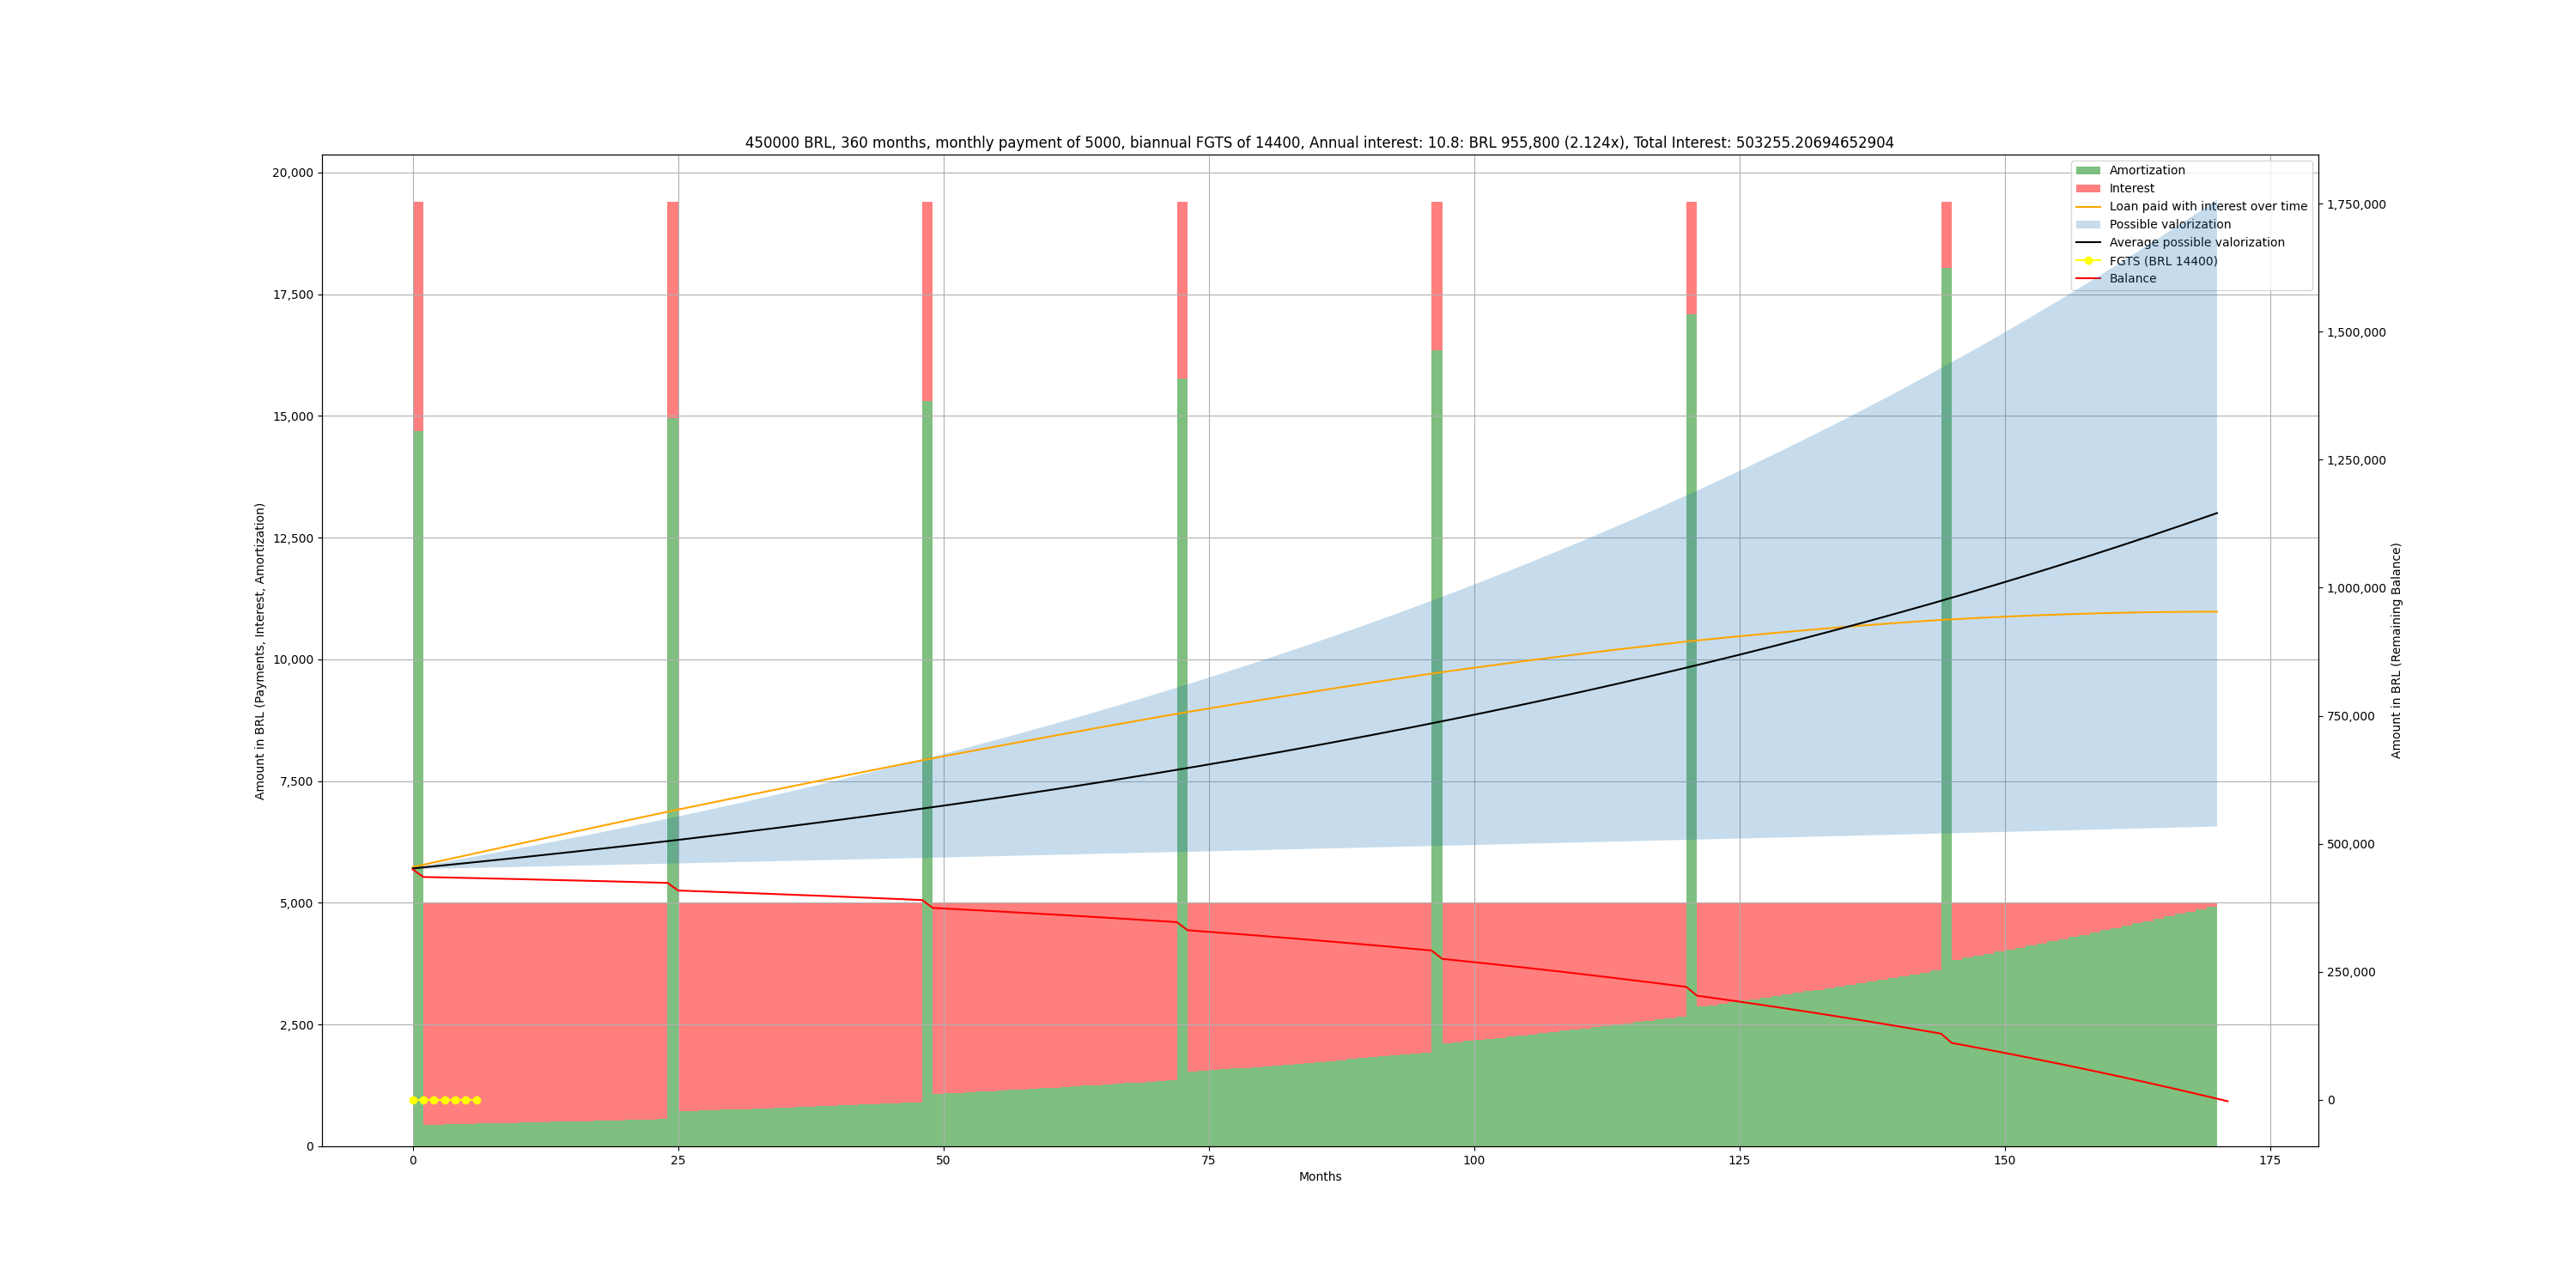 450000 BRL, 360 months, monthly payment of 5000, biannual FGTS of 14400, Annual interest: 10.8: BRL 955,800 (2.124x), Total Interest: 503255.20694652904
Amortization
Interest
Loan paid with interest over time
Possible valorization
Average possible valorization
FGTS (BRL 14400)
Balance
Amount in BRL (Payments, Interest, Amortization)
20,000
17,500
15,000
12,500
10,000
7,500
5,000
2,500
0
1,750,000
1,500,000
1,250,000
1,000,000
750,000
500,000
250,000
0
Amount in BRL (Remaining Balance)
0 25 50 75 100 125 150 175
Months